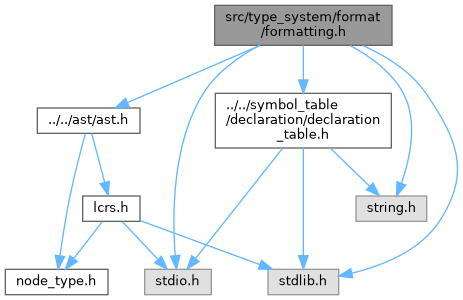 src/type_system/format
/formatting.h
../../ast/ast.h
../../symbol_table
/declaration/declaration
_table.h
lcrs.h
string.h
node_type.h
stdio.h
stdlib.h